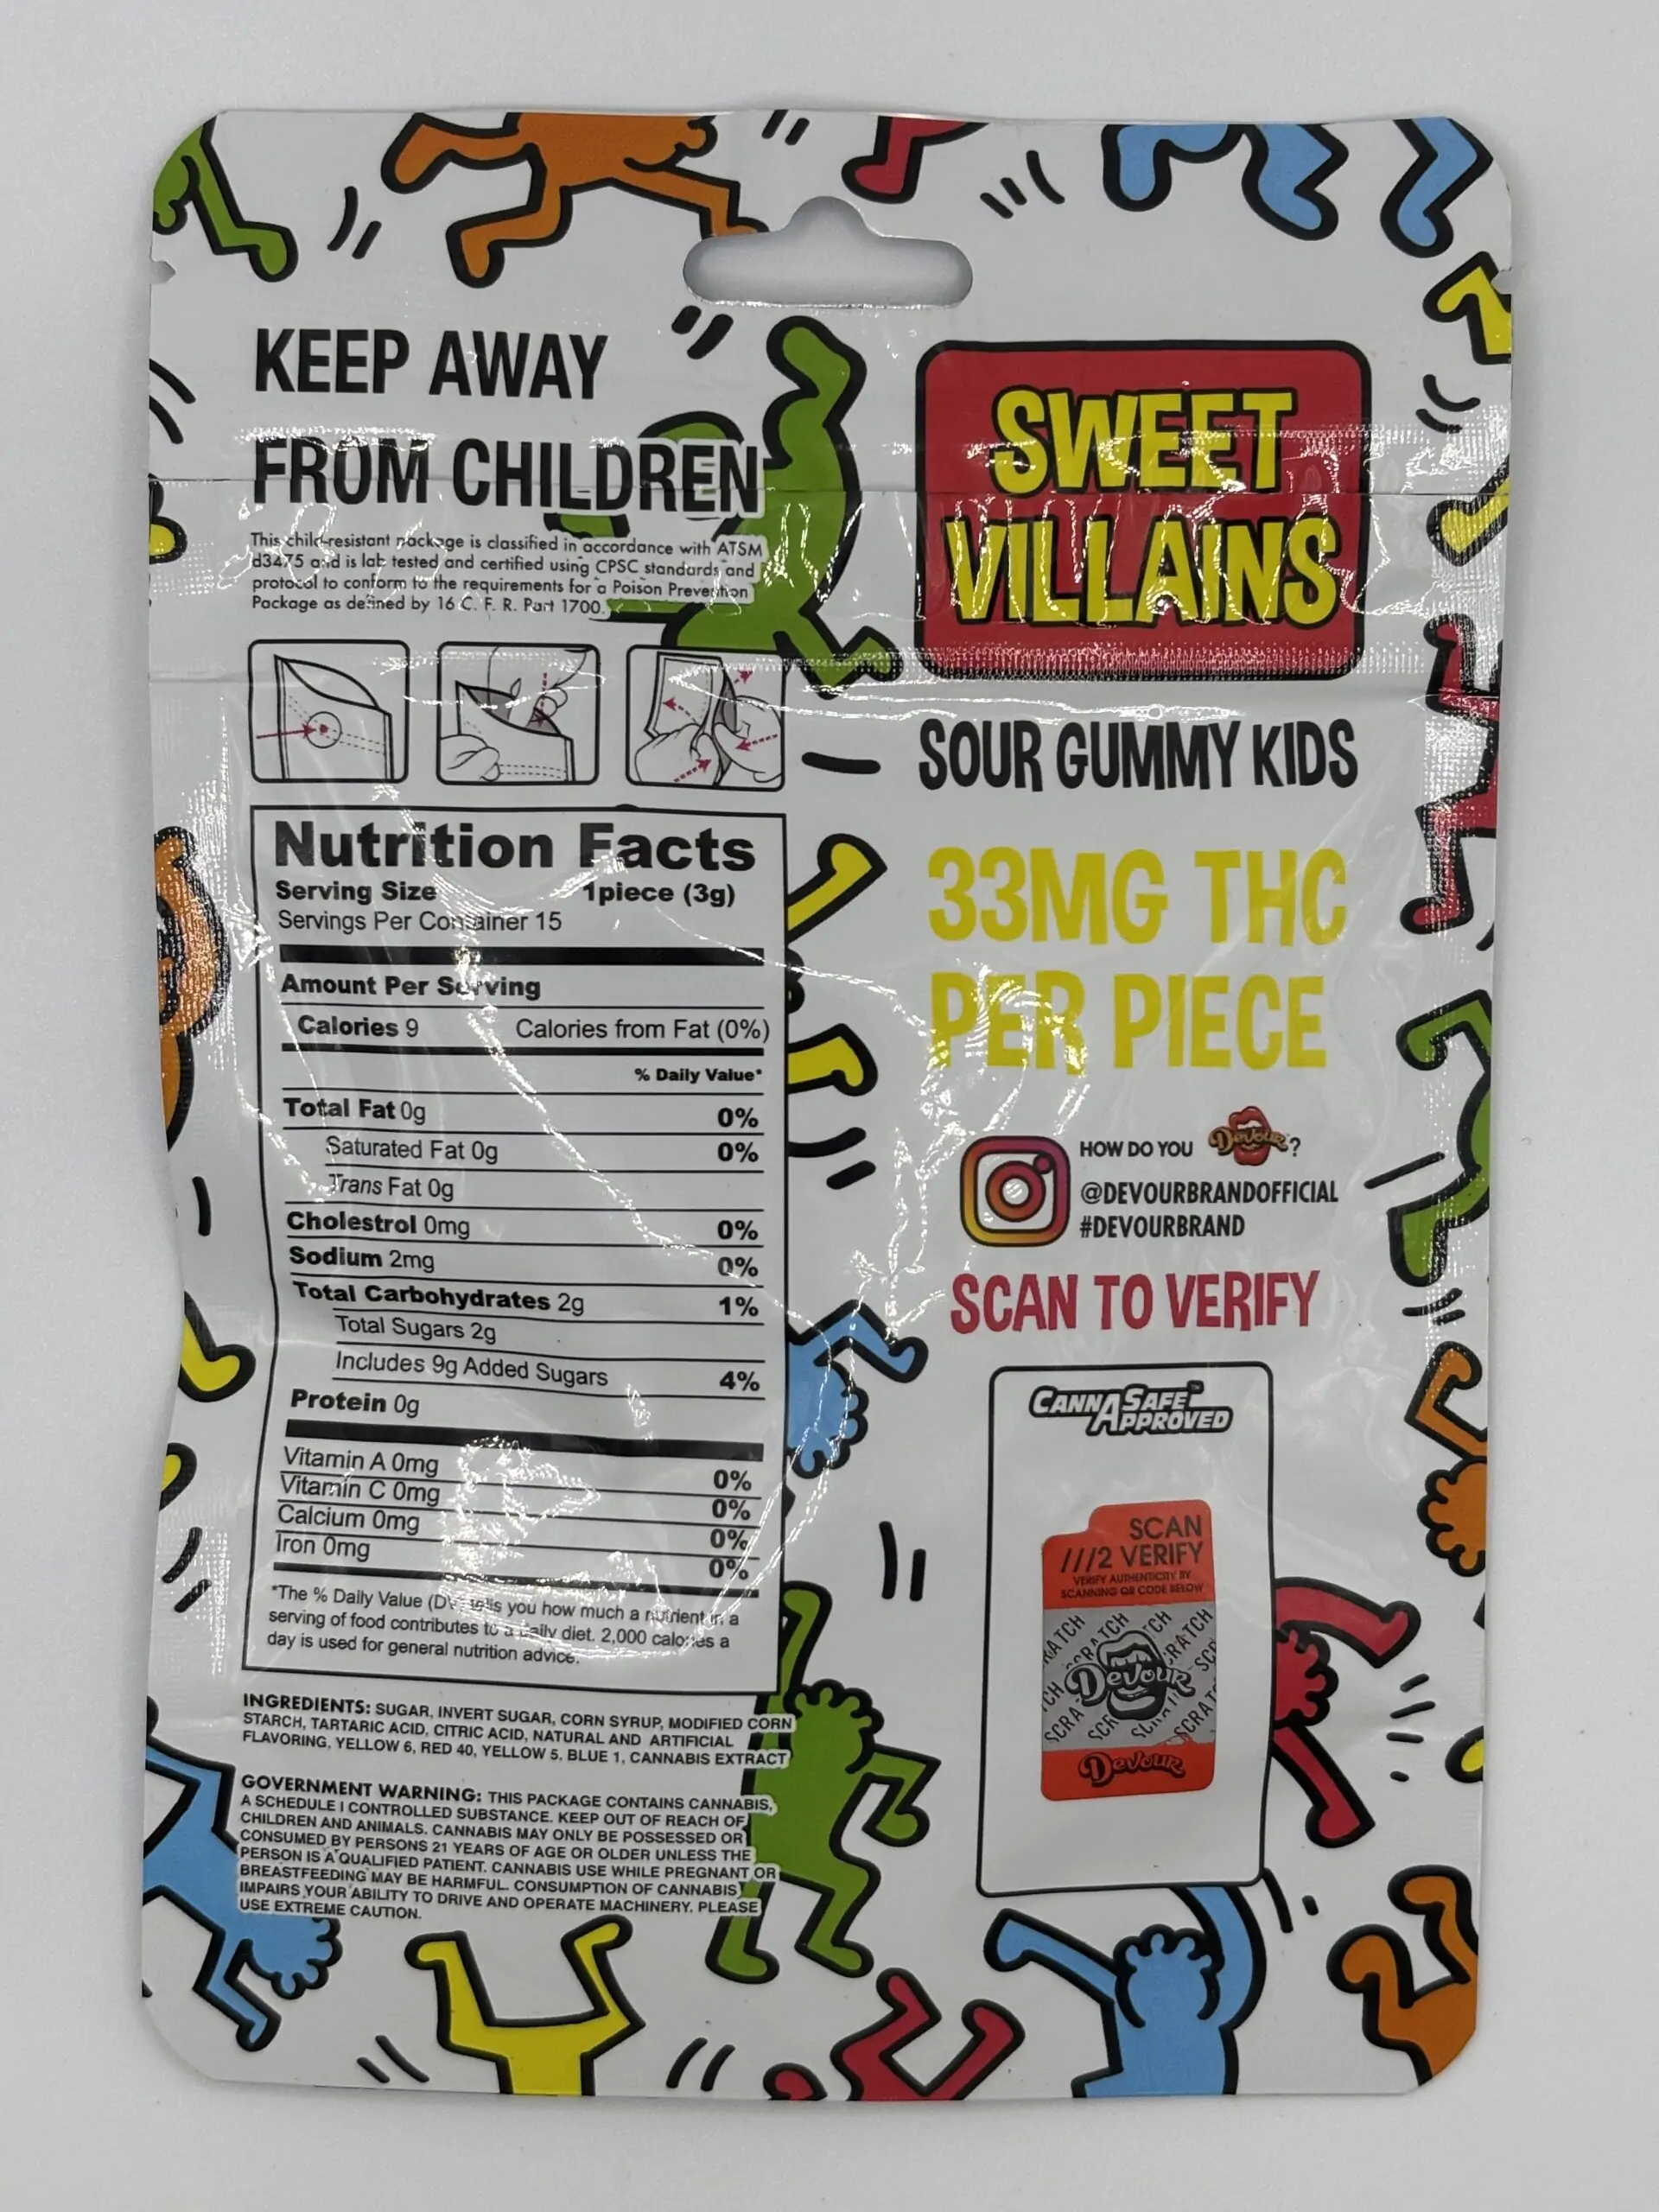 KEEP AWAY
FROM CHILDREN
This child-resistant package is classified in accordance with ATSM
d3475 and is lab tested and certified using CPSC standards and
protocol to conform to the requirements for a Poison Prevention
Package as defined by 16 C. F. R. Part 1700.
Nutrition Facts
Serving Size 1piece (3g)
Servings Per Container 15
Amount Per Serving
Calories 9 Calories from Fat (0%)
% Daily Value*
Total Fat 0g 0%
Saturated Fat 0g 0%
Trans Fat 0g
Cholestrol 0mg 0%
Sodium 2mg 0%
Total Carbohydrates 2g 1%
Total Sugars 2g
Includes 9g Added Sugars 4%
Protein 0g
Vitamin A 0mg 0%
Vitamin C 0mg 0%
Calcium 0mg 0%
Iron 0mg 0%
*The % Daily Value (DV) tells you how much a nutrient in a
serving of food contributes to a daily diet. 2,000 calories a
day is used for general nutrition advice.
INGREDIENTS: SUGAR, INVERT SUGAR, CORN SYRUP, MODIFIED CORN
STARCH, TARTARIC ACID, CITRIC ACID, NATURAL AND ARTIFICIAL
FLAVORING, YELLOW 6, RED 40, YELLOW 5, BLUE 1, CANNABIS EXTRACT
GOVERNMENT WARNING: THIS PACKAGE CONTAINS CANNABIS,
A SCHEDULE I CONTROLLED SUBSTANCE. KEEP OUT OF REACH OF
CHILDREN AND ANIMALS. CANNABIS MAY ONLY BE POSSESSED OR
CONSUMED BY PERSONS 21 YEARS OF AGE OR OLDER UNLESS THE
PERSON IS A QUALIFIED PATIENT. CANNABIS USE WHILE PREGNANT OR
BREASTFEEDING MAY BE HARMFUL. CONSUMPTION OF CANNABIS
IMPAIRS YOUR ABILITY TO DRIVE AND OPERATE MACHINERY. PLEASE
USE EXTREME CAUTION.
SWEET
VILLAINS
SOUR GUMMY KIDS
33MG THC
PER PIECE
HOW DO YOU Devour?
@DEVOURBRANDOFFICIAL
#DEVOURBRAND
SCAN TO VERIFY
CANNASAFE™
APPROVED
SCAN
///2 VERIFY
VERIFY AUTHENTICITY BY
SCANNING QR CODE BELOW
SCRATCH
Devour
Devour